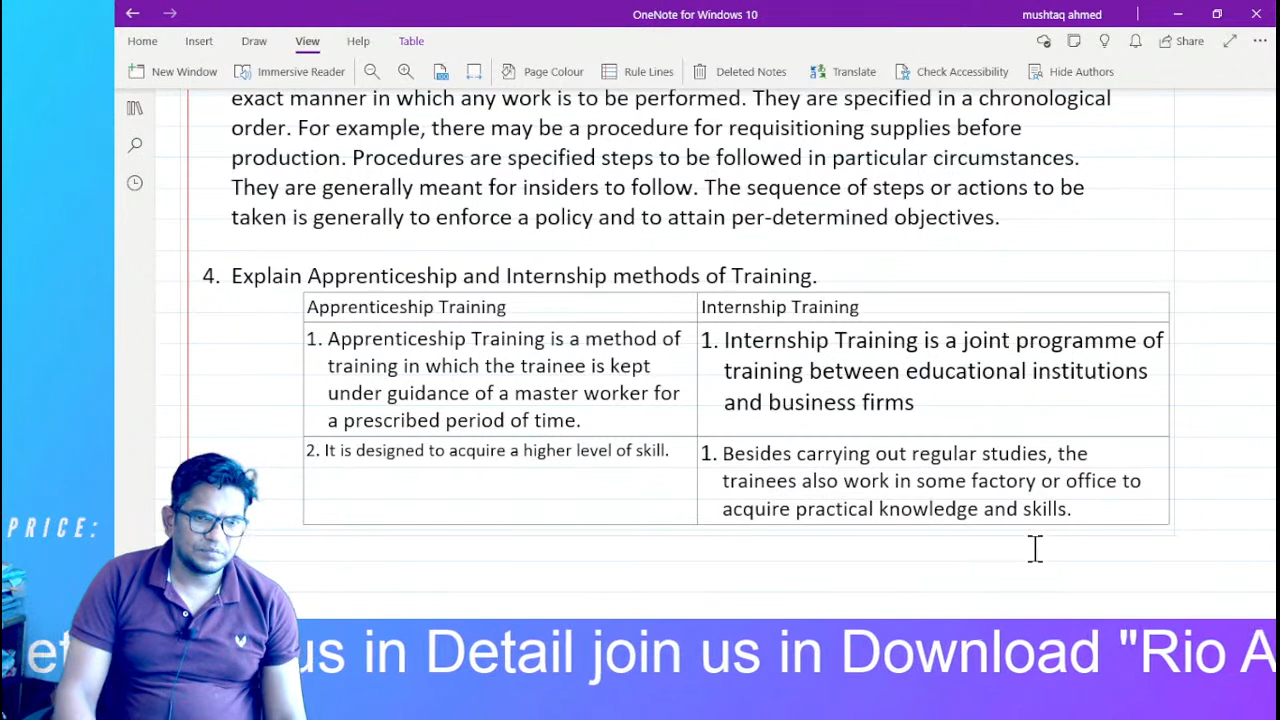 OneNote for Windows 10
mushtaq ahmed
Home Insert Draw View Help Table
Share
New Window Immersive Reader Page Colour Rule Lines Deleted Notes Translate Check Accessibility Hide Authors
exact manner in which any work is to be performed. They are specified in a chronological
order. For example, there may be a procedure for requisitioning supplies before
production. Procedures are specified steps to be followed in particular circumstances.
They are generally meant for insiders to follow. The sequence of steps or actions to be
taken is generally to enforce a policy and to attain per-determined objectives.
4. Explain Apprenticeship and Internship methods of Training.
Apprenticeship Training
Internship Training
1. Apprenticeship Training is a method of
training in which the trainee is kept
under guidance of a master worker for
a prescribed period of time.
1. Internship Training is a joint programme of
training between educational institutions
and business firms
2. It is designed to acquire a higher level of skill.
1. Besides carrying out regular studies, the
trainees also work in some factory or office to
acquire practical knowledge and skills.
PRICE:
us in Detail join us in Download "Rio A